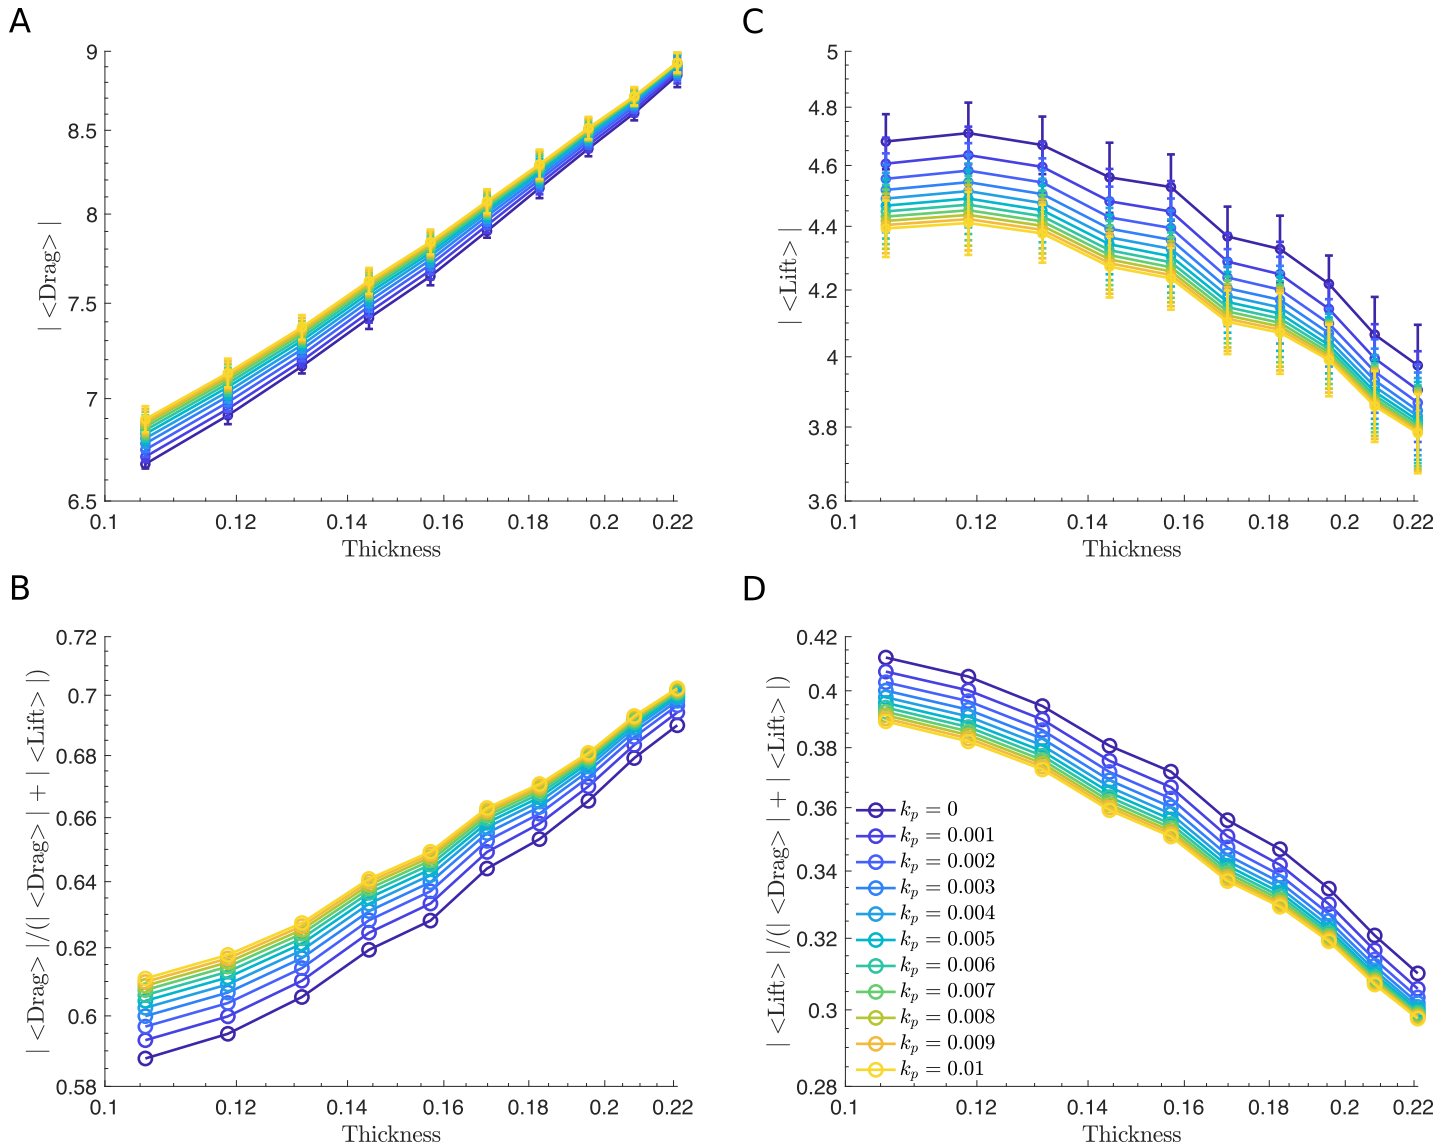 A
9
8.5
8
7.5
7
6.5
| <Drag> |
0.1
0.12
0.14
0.16
0.18
0.2
0.22
Thickness
C
5
4.8
4.6
4.4
4.2
4
3.8
3.6
| <Lift> |
0.1
0.12
0.14
0.16
0.18
0.2
0.22
Thickness
B
0.72
0.7
0.68
0.66
0.64
0.62
0.6
0.58
| <Drag> |/(| <Drag> | + | <Lift> |)
0.1
0.12
0.14
0.16
0.18
0.2
0.22
Thickness
D
0.42
0.4
0.38
0.36
0.34
0.32
0.3
0.28
| <Lift> |/(| <Drag> | + | <Lift> |)
k_p = 0
k_p = 0.001
k_p = 0.002
k_p = 0.003
k_p = 0.004
k_p = 0.005
k_p = 0.006
k_p = 0.007
k_p = 0.008
k_p = 0.009
k_p = 0.01
0.1
0.12
0.14
0.16
0.18
0.2
0.22
Thickness